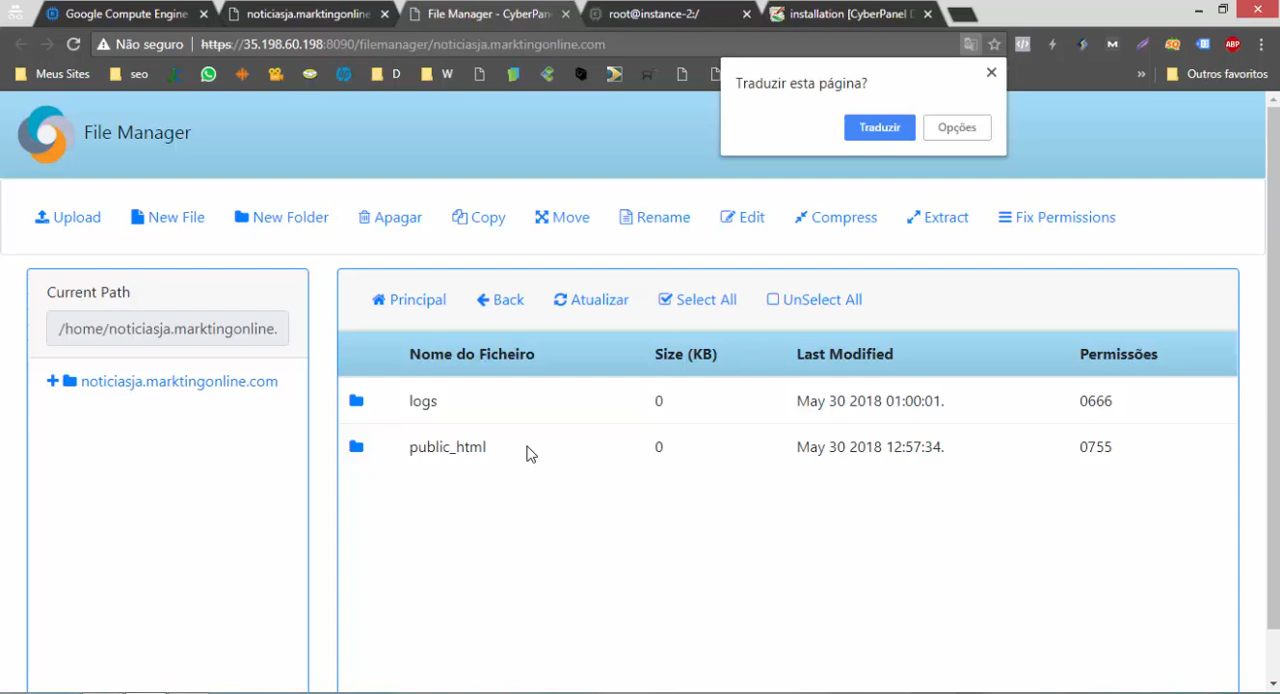 Google Compute Engine
noticiasja.marktingonline
File Manager - CyberPan
root@instance-2:/
installation [CyberPanel D
Não seguro
https://35.198.60.198:8090/filemanager/noticiasja.marktingonline.com
ABP
Meus Sites
seo
D
W
»
Outros favoritos
Traduzir esta página?
Traduzir
Opções
File Manager
Upload
New File
New Folder
Apagar
Copy
Move
Rename
Edit
Compress
Extract
Fix Permissions
Current Path
/home/noticiasja.marktingonline.
noticiasja.marktingonline.com
Principal
Back
Atualizar
Select All
UnSelect All
Nome do Ficheiro Size (KB) Last Modified Permissões
logs 0 May 30 2018 01:00:01. 0666
public_html 0 May 30 2018 12:57:34. 0755